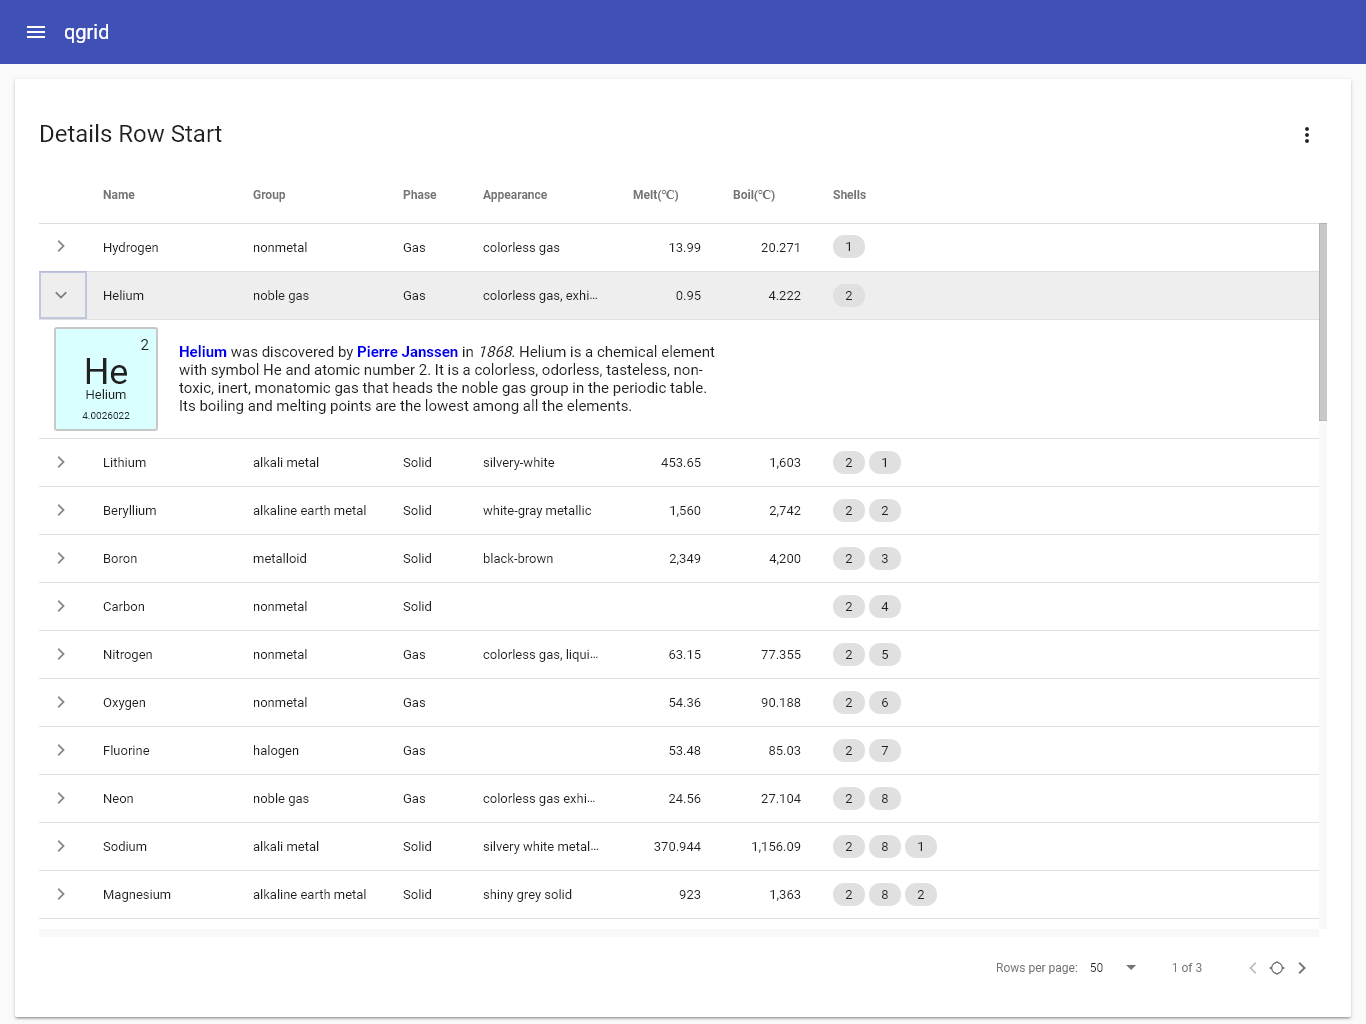 qgrid
Details Row Start
Name Group Phase Appearance Melt(℃) Boil(℃) Shells
Hydrogen nonmetal Gas colorless gas 13.99 20.271 1
Helium noble gas Gas colorless gas, exhi... 0.95 4.222 2
2
He
Helium
4.0026022
Helium was discovered by Pierre Janssen in 1868. Helium is a chemical element
with symbol He and atomic number 2. It is a colorless, odorless, tasteless, non-
toxic, inert, monatomic gas that heads the noble gas group in the periodic table.
Its boiling and melting points are the lowest among all the elements.
Lithium alkali metal Solid silvery-white 453.65 1,603 2 1
Beryllium alkaline earth metal Solid white-gray metallic 1,560 2,742 2 2
Boron metalloid Solid black-brown 2,349 4,200 2 3
Carbon nonmetal Solid 2 4
Nitrogen nonmetal Gas colorless gas, liqui... 63.15 77.355 2 5
Oxygen nonmetal Gas 54.36 90.188 2 6
Fluorine halogen Gas 53.48 85.03 2 7
Neon noble gas Gas colorless gas exhi... 24.56 27.104 2 8
Sodium alkali metal Solid silvery white metal... 370.944 1,156.09 2 8 1
Magnesium alkaline earth metal Solid shiny grey solid 923 1,363 2 8 2
Rows per page: 50 1 of 3